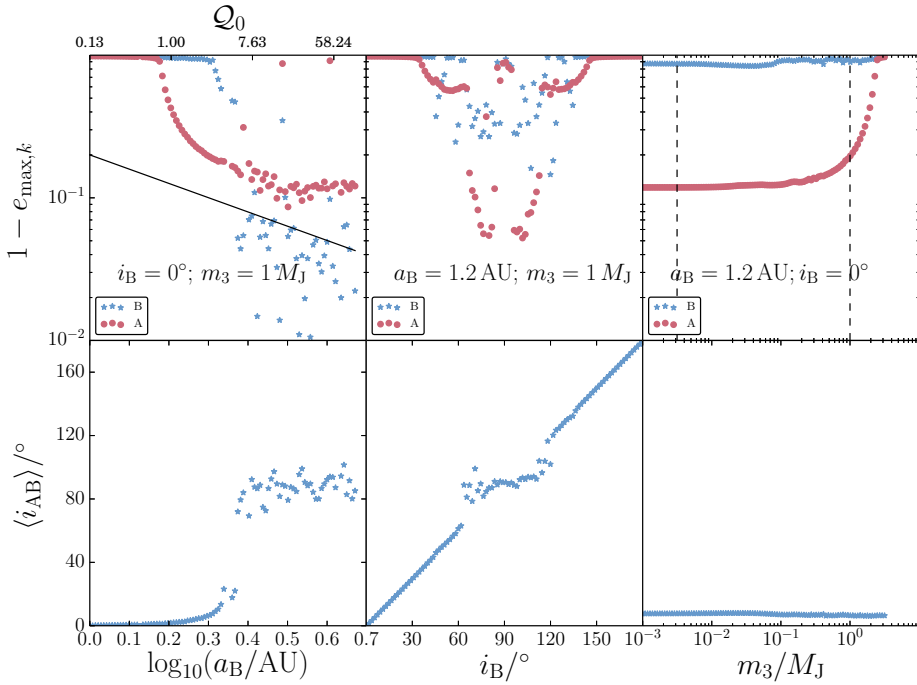 𝒬₀
0.13 1.00 7.63 58.24
1 − e_max,k
10⁻¹
10⁻²
i_B = 0°; m₃ = 1 M_J
a_B = 1.2 AU; m₃ = 1 M_J
a_B = 1.2 AU; i_B = 0°
B
A
B
A
B
A
⟨i_AB⟩/°
160
120
80
40
0
0.0 0.1 0.2 0.3 0.4 0.5 0.6 0.7
30 60 90 120 150
10⁻³ 10⁻² 10⁻¹ 10⁰
log₁₀(a_B/AU)
i_B/°
m₃/M_J